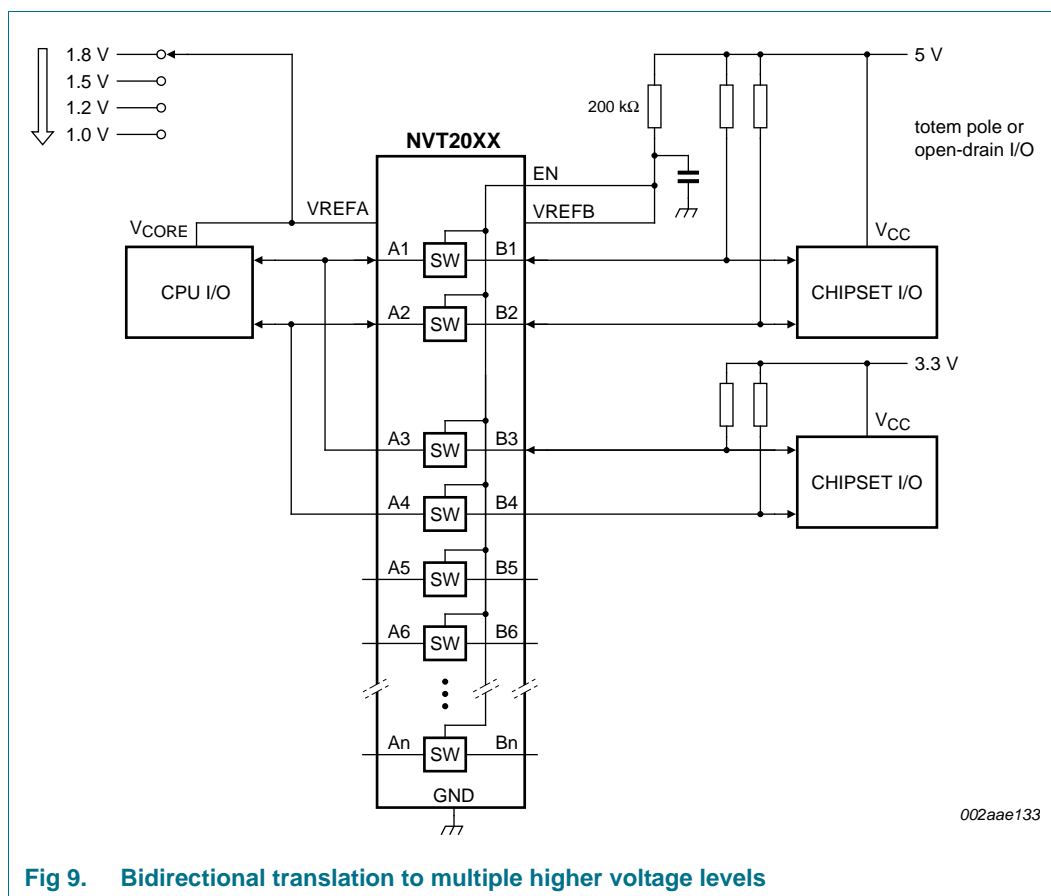 1.8 V
1.5 V
1.2 V
1.0 V
5 V
200 kΩ
totem pole or
open-drain I/O
NVT20XX
EN
VREFA
VREFB
VCORE
VCC
CPU I/O
A1
SW
B1
CHIPSET I/O
A2
SW
B2
3.3 V
VCC
A3
SW
B3
CHIPSET I/O
A4
SW
B4
A5
SW
B5
A6
SW
B6
An
SW
Bn
GND
002aae133
Fig 9. Bidirectional translation to multiple higher voltage levels